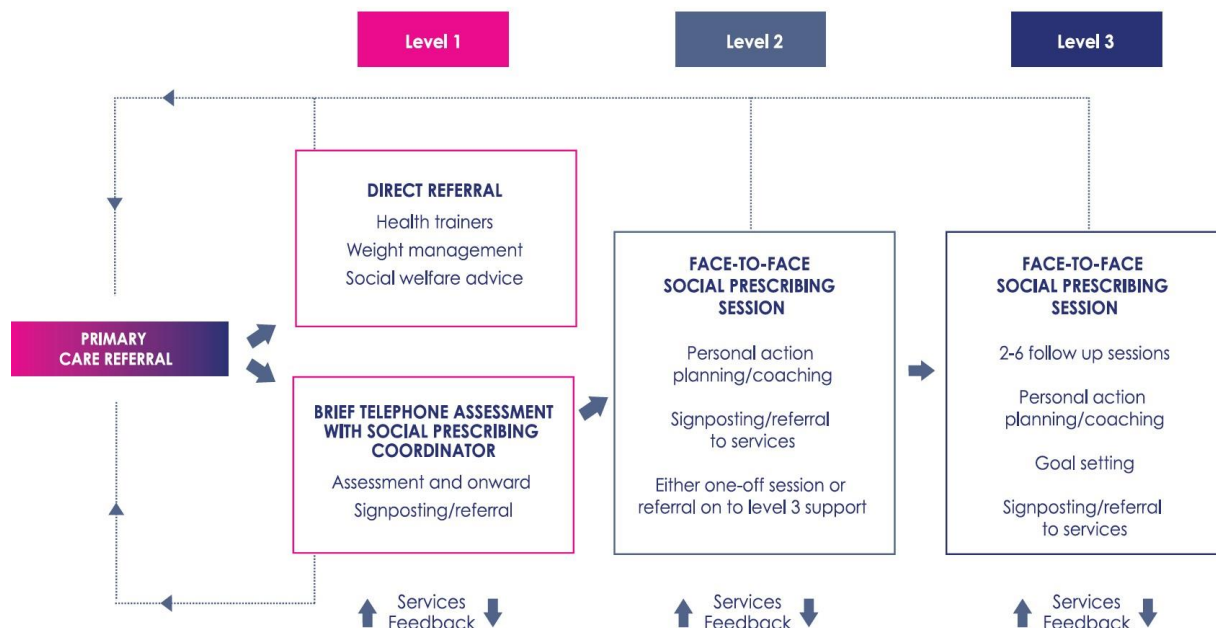 Level 1
Level 2
Level 3
DIRECT REFERRAL
Health trainers
Weight management
Social welfare advice
PRIMARY
CARE REFERRAL
BRIEF TELEPHONE ASSESSMENT
WITH SOCIAL PRESCRIBING
COORDINATOR
Assessment and onward
Signposting/referral
FACE-TO-FACE
SOCIAL PRESCRIBING
SESSION
Personal action
planning/coaching
Signposting/referral
to services
Either one-off session or
referral on to level 3 support
FACE-TO-FACE
SOCIAL PRESCRIBING
SESSION
2-6 follow up sessions
Personal action
planning/coaching
Goal setting
Signposting/referral
to services
Services
Feedback
Services
Feedback
Services
Feedback